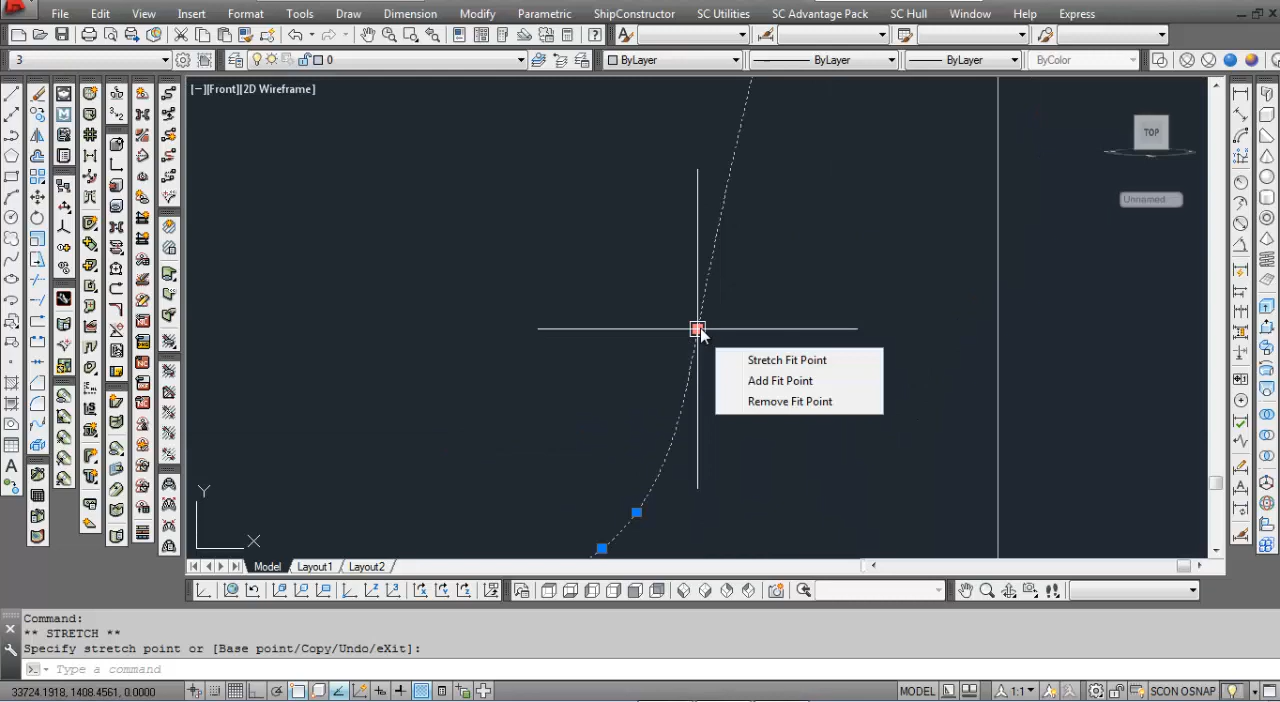 File Edit View Insert Format Tools Draw Dimension Modify Parametric ShipConstructor SC Utilities SC Advantage Pack SC Hull Window Help Express
3 0 ByLayer ByLayer ByLayer ByColor
[−][Front][2D Wireframe]
TOP
Unnamed
Stretch Fit Point
Add Fit Point
Remove Fit Point
Y
X
Model Layout1 Layout2
Command:
** STRETCH **
Specify stretch point or [Base point/Copy/Undo/eXit]:
Type a command
33724.1918, 1408.4561, 0.0000 MODEL 1:1 SCON OSNAP